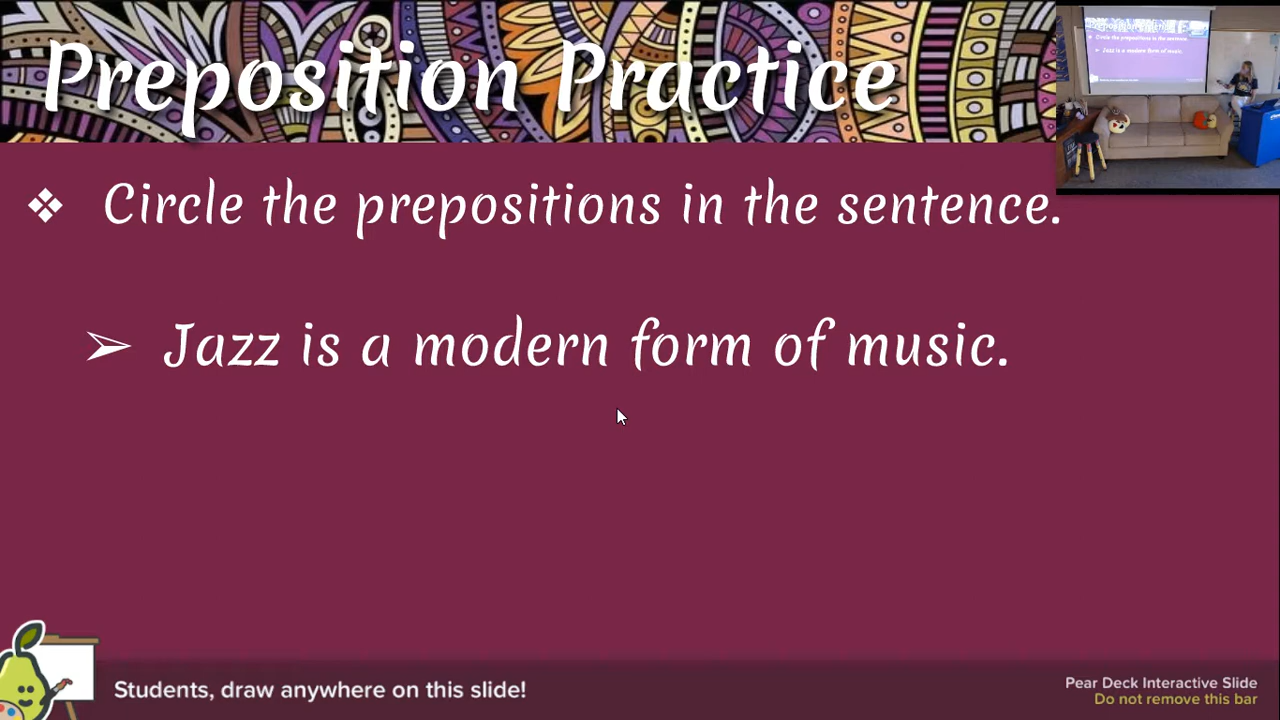 Preposition Practice
Circle the prepositions in the sentence.
Jazz is a modern form of music.
Students, draw anywhere on this slide!
Pear Deck Interactive Slide
Do not remove this bar